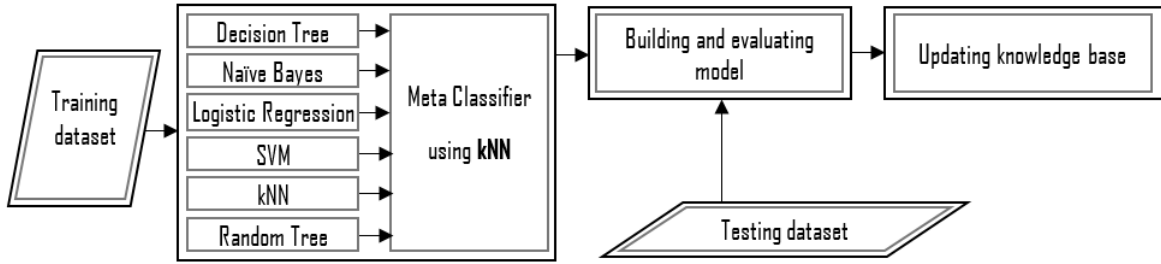 Training
dataset
Decision Tree
Naïve Bayes
Logistic Regression
SVM
kNN
Random Tree
Meta Classifier
using kNN
Building and evaluating
model
Updating knowledge base
Testing dataset